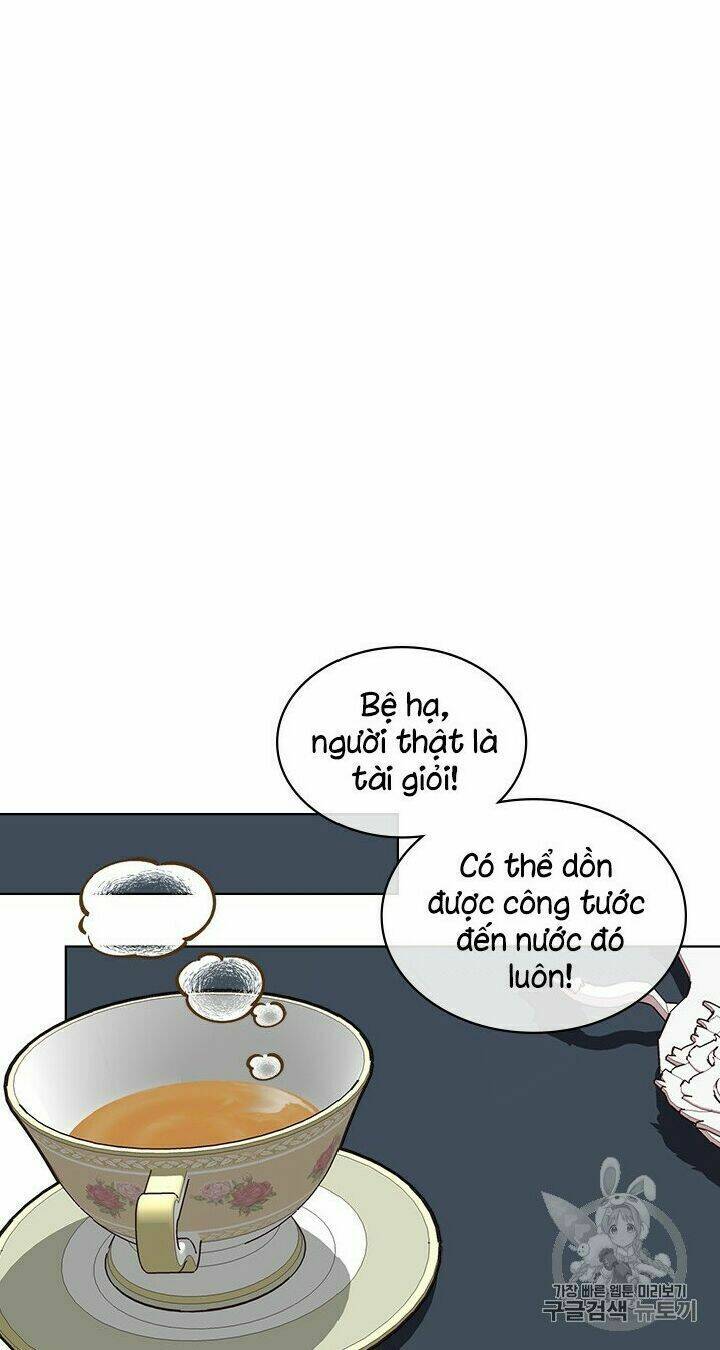 Bệ hạ,
người thật là
tài giỏi!
Có thể dồn
được công tước
đến nước đó
luôn!
가장 빠른 웹툰 미리보기
구글검색 뉴토끼